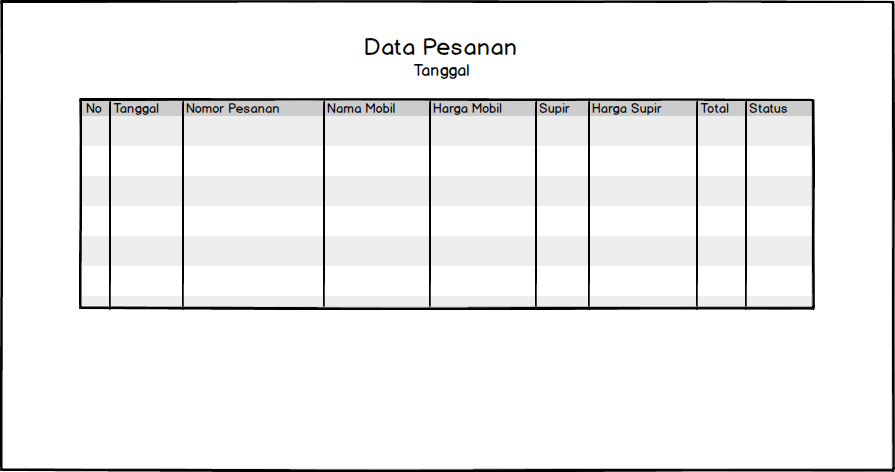 Data Pesanan
Tanggal
No Tanggal Nomor Pesanan Nama Mobil Harga Mobil Supir Harga Supir Total Status